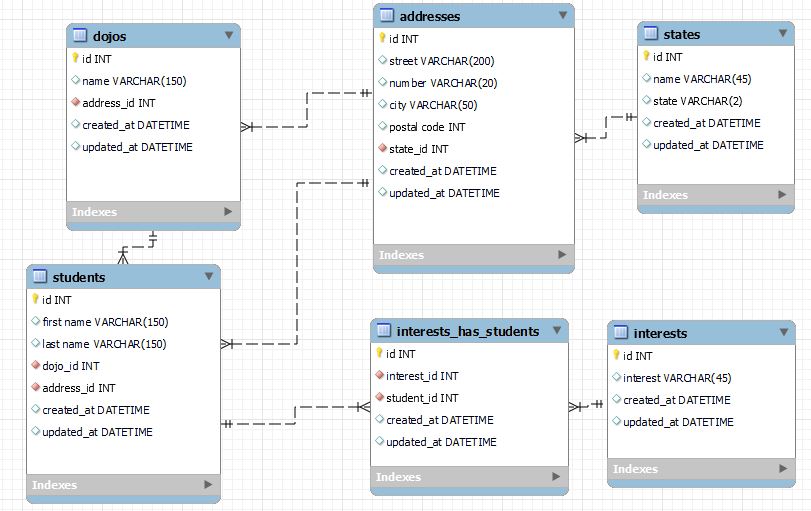 dojos
id INT
name VARCHAR(150)
address_id INT
created_at DATETIME
updated_at DATETIME
Indexes
addresses
id INT
street VARCHAR(200)
number VARCHAR(20)
city VARCHAR(50)
postal code INT
state_id INT
created_at DATETIME
updated_at DATETIME
Indexes
states
id INT
name VARCHAR(45)
state VARCHAR(2)
created_at DATETIME
updated_at DATETIME
Indexes
students
id INT
first name VARCHAR(150)
last name VARCHAR(150)
dojo_id INT
address_id INT
created_at DATETIME
updated_at DATETIME
Indexes
interests_has_students
id INT
interest_id INT
student_id INT
created_at DATETIME
updated_at DATETIME
Indexes
interests
id INT
interest VARCHAR(45)
created_at DATETIME
updated_at DATETIME
Indexes